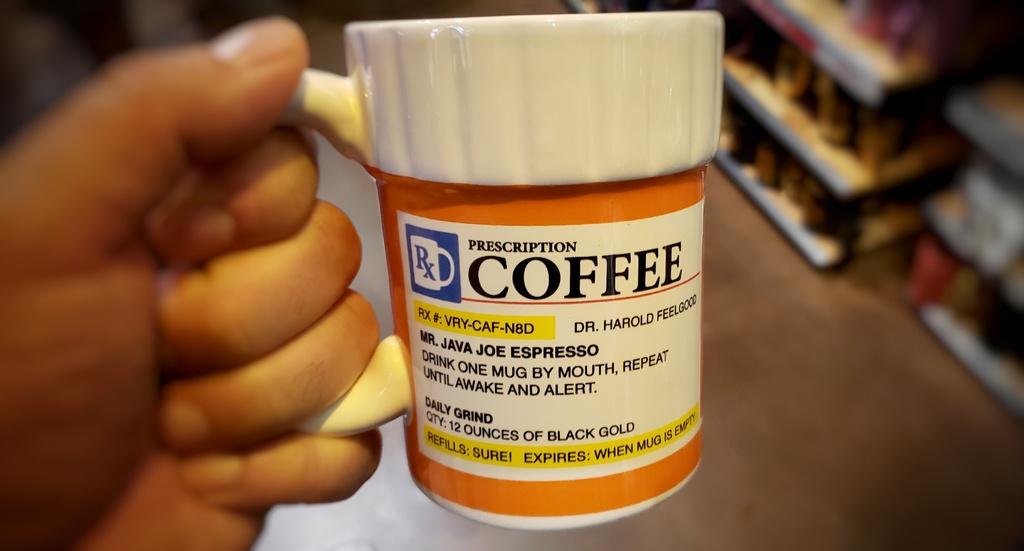 Rx
PRESCRIPTION
COFFEE
RX #: VRY-CAF-N8D DR. HAROLD FEELGOOD
MR. JAVA JOE ESPRESSO
DRINK ONE MUG BY MOUTH, REPEAT
UNTIL AWAKE AND ALERT.
DAILY GRIND
QTY: 12 OUNCES OF BLACK GOLD
REFILLS: SURE! EXPIRES: WHEN MUG IS EMPTY